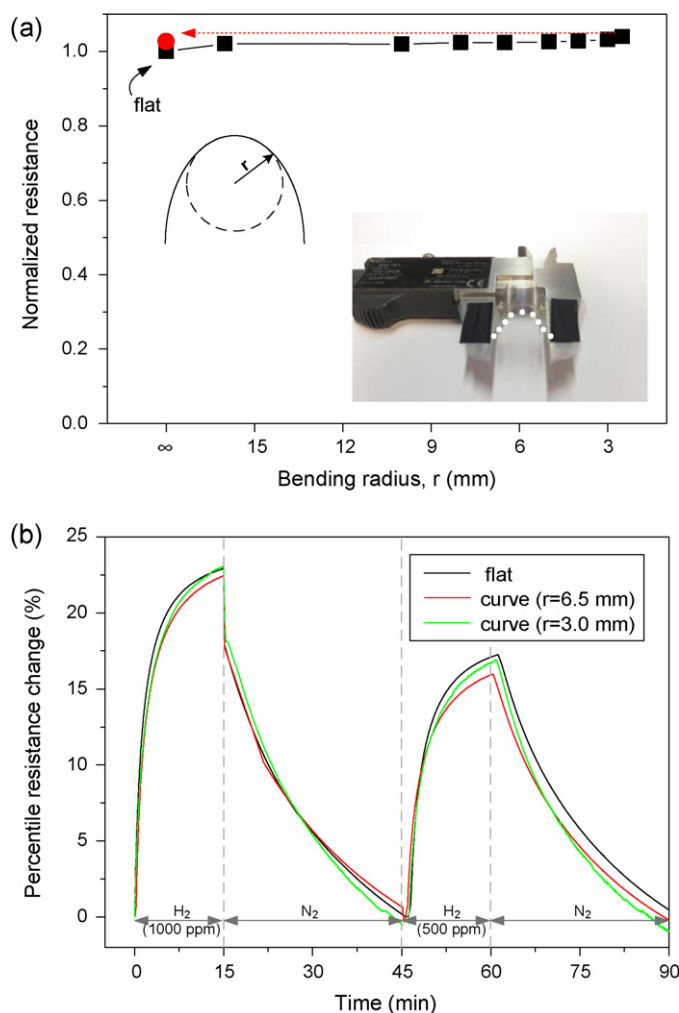 (a)
1.0
0.8
0.6
0.4
0.2
0.0
Normalized resistance
flat
r
CE
∞ 15 12 9 6 3
Bending radius, r (mm)
(b)
25
20
15
10
5
0
Percentile resistance change (%)
flat
curve (r=6.5 mm)
curve (r=3.0 mm)
H₂ N₂ H₂ N₂
(1000 ppm) (500 ppm)
0 15 30 45 60 75 90
Time (min)